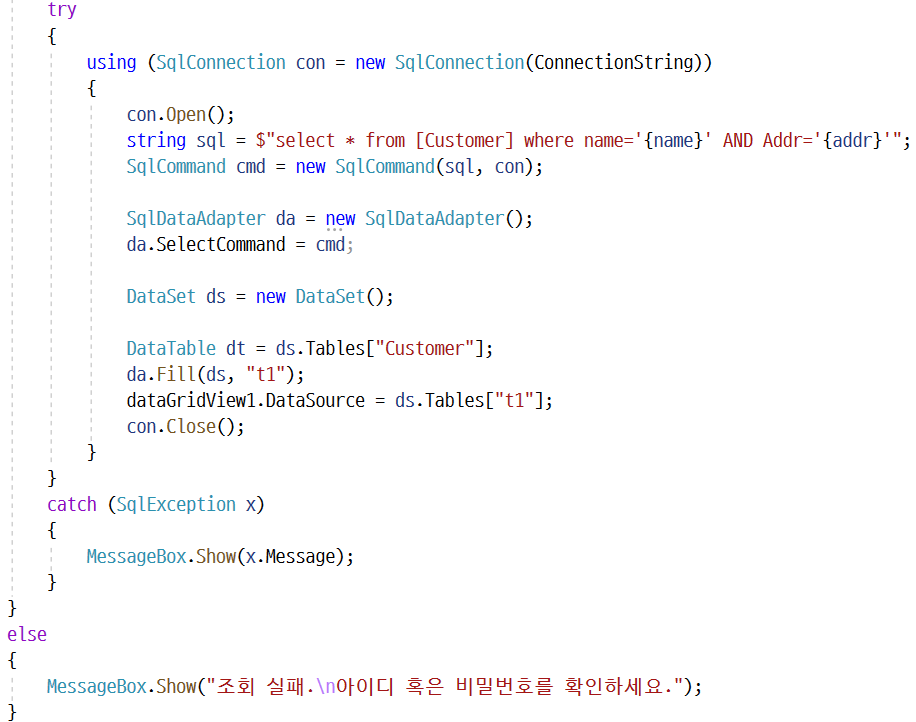 try
{
using (SqlConnection con = new SqlConnection(ConnectionString))
{
con.Open();
string sql = $"select * from [Customer] where name='{name}' AND Addr='{addr}'";
SqlCommand cmd = new SqlCommand(sql, con);
SqlDataAdapter da = new SqlDataAdapter();
da.SelectCommand = cmd;
DataSet ds = new DataSet();
DataTable dt = ds.Tables["Customer"];
da.Fill(ds, "t1");
dataGridView1.DataSource = ds.Tables["t1"];
con.Close();
}
}
catch (SqlException x)
{
MessageBox.Show(x.Message);
}
}
else
{
MessageBox.Show("조회 실패.\n아이디 혹은 비밀번호를 확인하세요.");
}